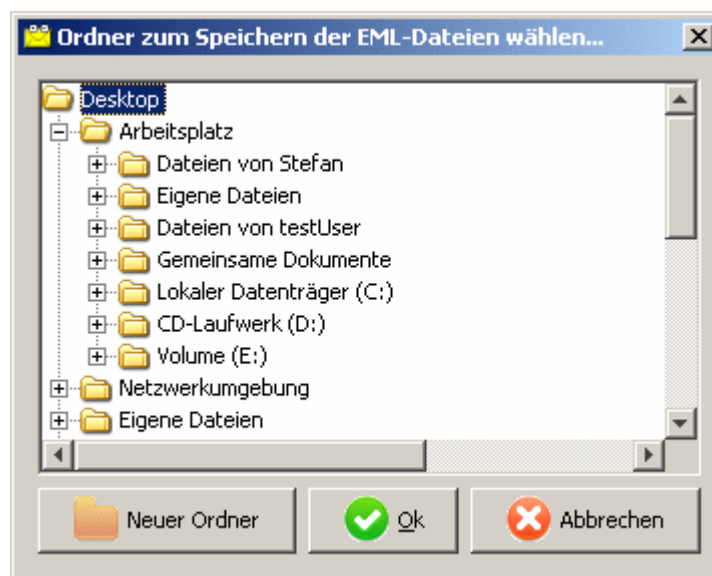 Ordner zum Speichern der EML-Dateien wählen...
Desktop
Arbeitsplatz
Dateien von Stefan
Eigene Dateien
Dateien von testUser
Gemeinsame Dokumente
Lokaler Datenträger (C:)
CD-Laufwerk (D:)
Volume (E:)
Netzwerkumgebung
Eigene Dateien
Neuer Ordner Ok Abbrechen